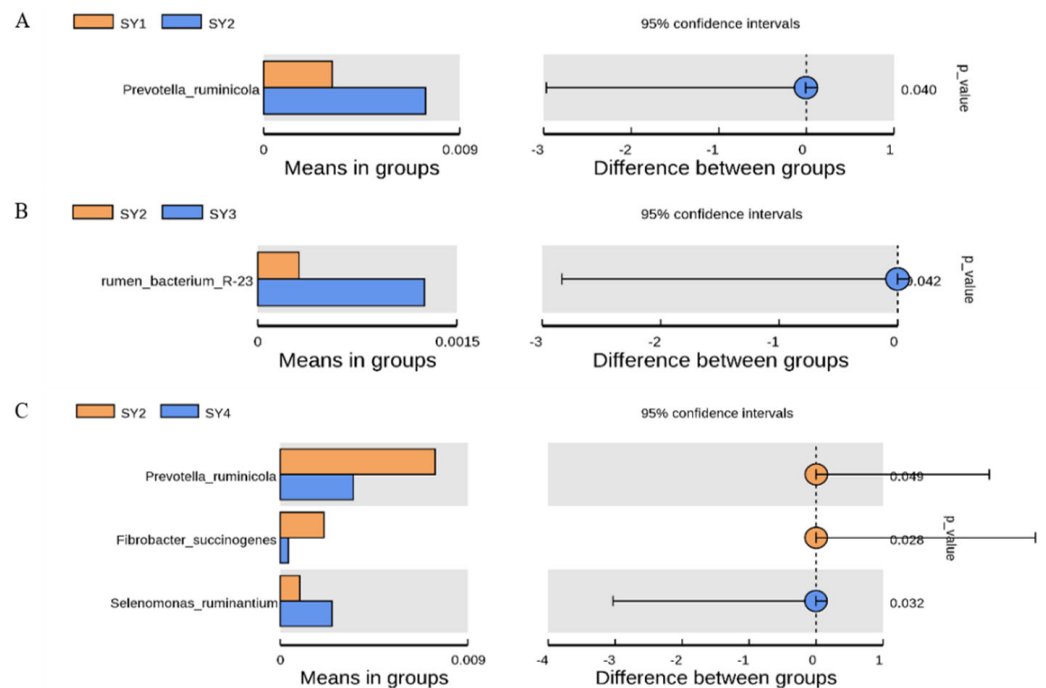 A
SY1 SY2
95% confidence intervals
Prevotella_ruminicola
0.040
p_value
0 0.009
-3 -2 -1 0 1
Means in groups
Difference between groups
B
SY2 SY3
95% confidence intervals
rumen_bacterium_R-23
0.042
p_value
0 0.0015
-3 -2 -1 0
Means in groups
Difference between groups
C
SY2 SY4
95% confidence intervals
Prevotella_ruminicola
0.049
Fibrobacter_succinogenes
0.028
p_value
Selenomonas_ruminantium
0.032
0 0.009
-4 -3 -2 -1 0 1
Means in groups
Difference between groups